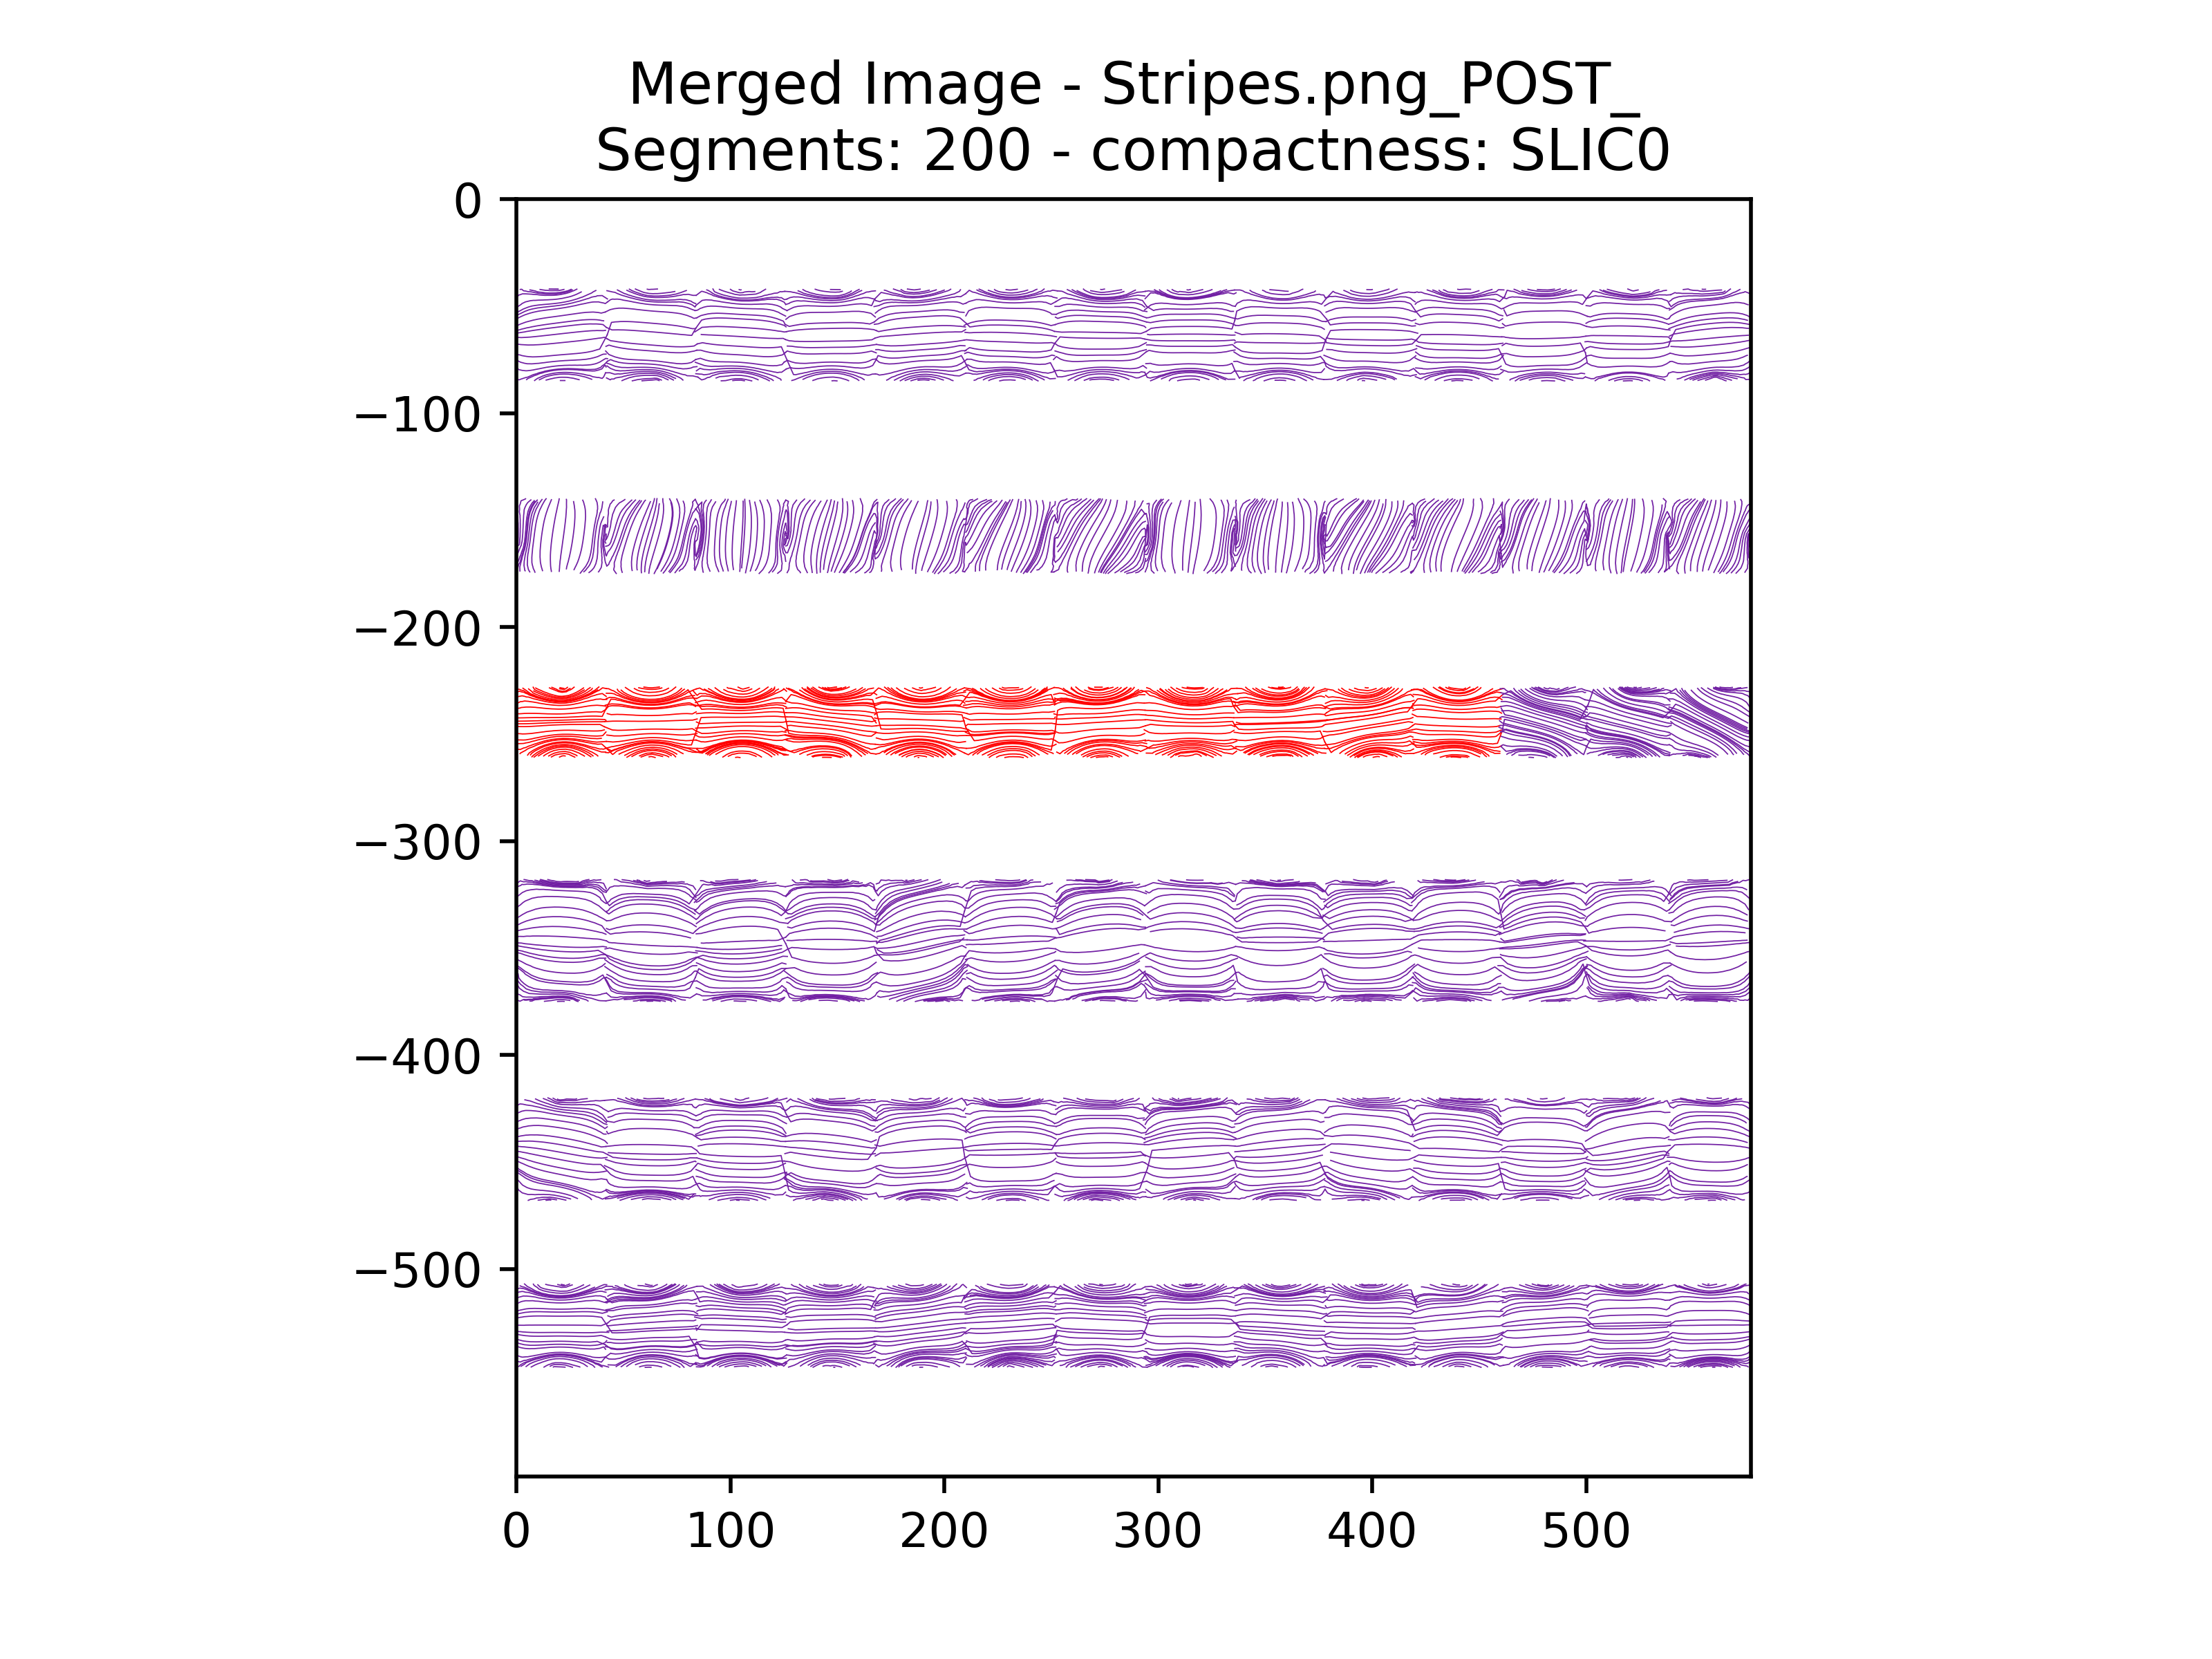 Merged Image - Stripes.png_POST_
Segments: 200 - compactness: SLIC0
0
−100
−200
−300
−400
−500
0 100 200 300 400 500